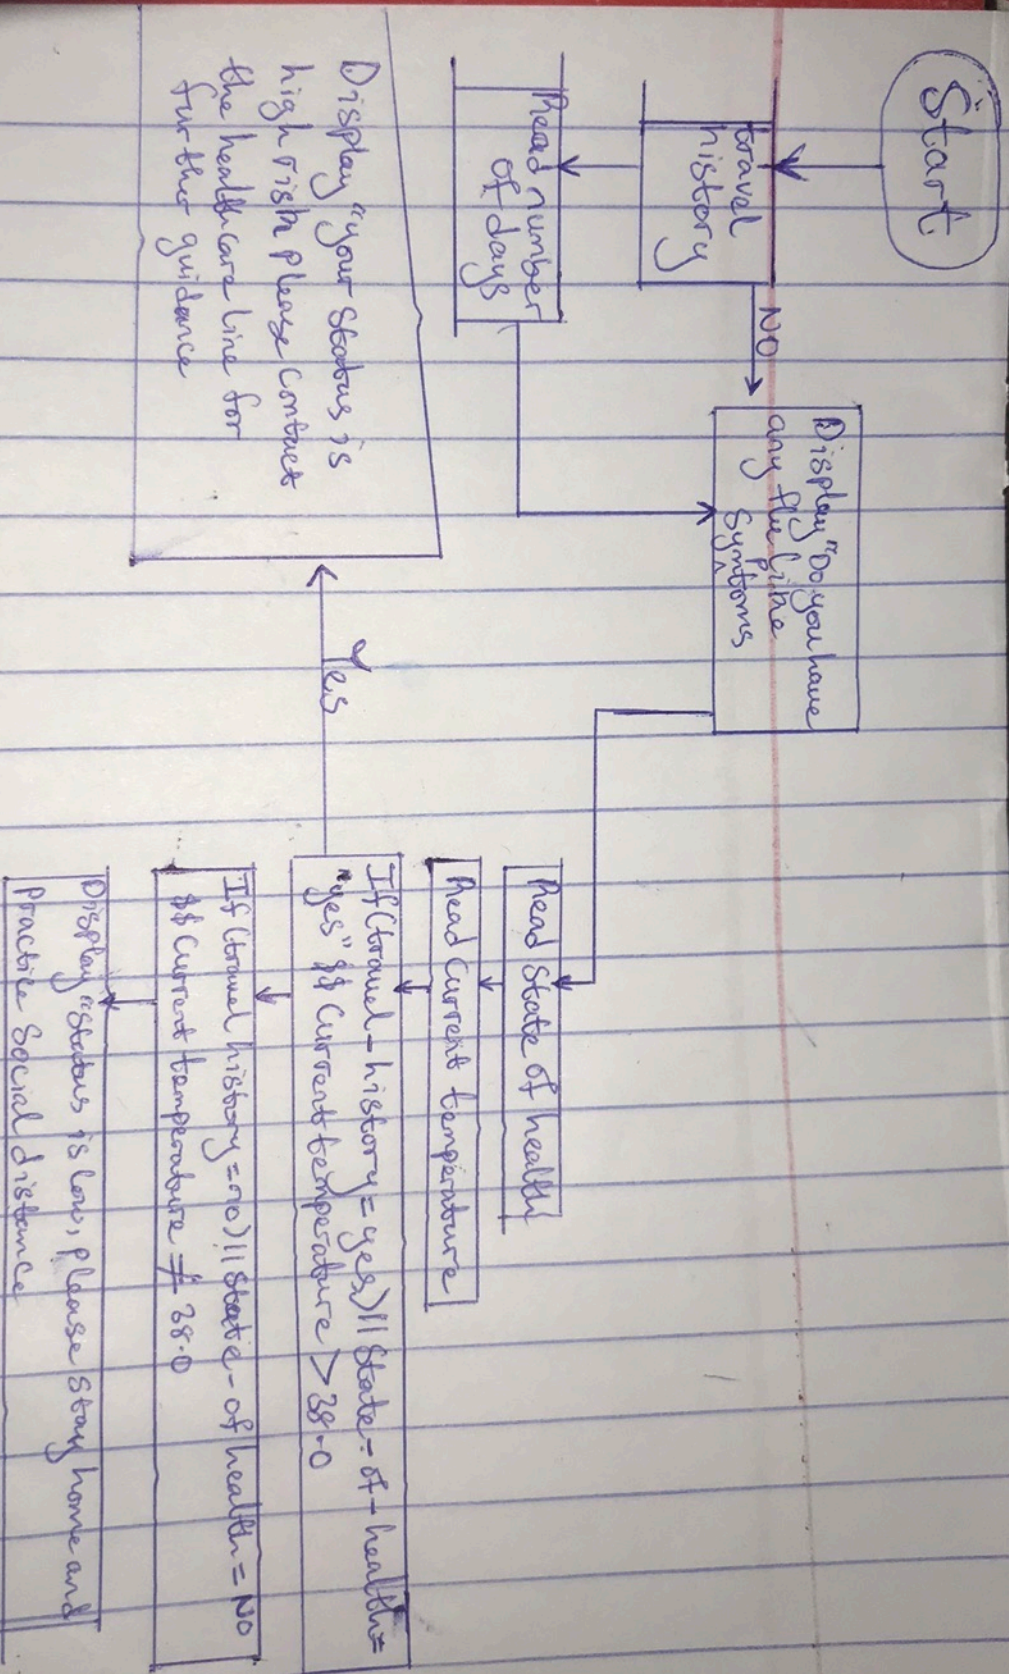 Start
travel
history
NO
Read number
of days
Display "Do you have
any flu like
Symptoms
Read State of health
Read Current temperature
If (travel-history = yes) || State-of-health=
"yes" $$ Current temperature > 38.0
Yes
Display "your status is
high risk please contact
the healthcare line for
further guidance
If (travel history = no) || State-of health = NO
$$ Current temperature ≠ 38.0
Display "Status is low, please stay home and
Practice Social distance